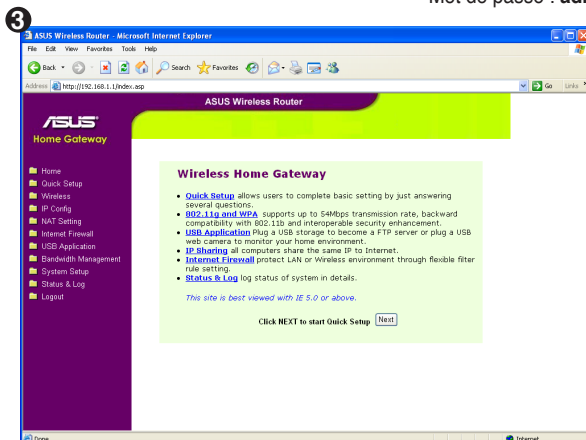 Mot de passe :
3
ASUS Wireless Router - Microsoft Internet Explorer
File Edit View Favorites Tools Help
Back Search Favorites
Address http://192.168.1.1/index.asp Go Links
ASUS Wireless Router
ASUS
Home Gateway
Home
Quick Setup
Wireless
IP Config
NAT Setting
Internet Firewall
USB Application
Bandwidth Management
System Setup
Status & Log
Logout
Wireless Home Gateway
• Quick Setup allows users to complete basic setting by just answering
several questions.
• 802.11g and WPA supports up to 54Mbps transmission rate, backward
compatibility with 802.11b and interoperable security enhancement.
• USB Application Plug a USB storage to become a FTP server or plug a USB
web camera to monitor your home environment.
• IP Sharing all computers share the same IP to Internet.
• Internet Firewall protect LAN or Wireless environment through flexible filter
rule setting.
• Status & Log log status of system in details.
This site is best viewed with IE 5.0 or above.
Click NEXT to start Quick Setup Next
Done Internet